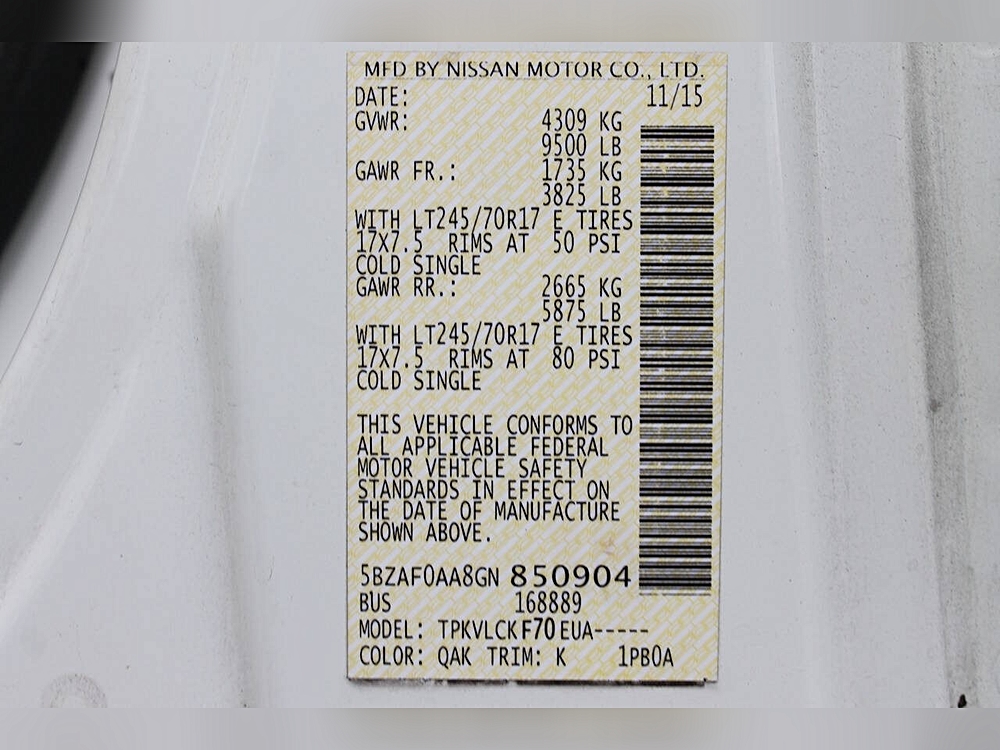 MFD BY NISSAN MOTOR CO., LTD.
DATE: 11/15
GVWR: 4309 KG
9500 LB
GAWR FR.: 1735 KG
3825 LB
WITH LT245/70R17 E TIRES
17X7.5 RIMS AT 50 PSI
COLD SINGLE
GAWR RR.: 2665 KG
5875 LB
WITH LT245/70R17 E TIRES
17X7.5 RIMS AT 80 PSI
COLD SINGLE
THIS VEHICLE CONFORMS TO
ALL APPLICABLE FEDERAL
MOTOR VEHICLE SAFETY
STANDARDS IN EFFECT ON
THE DATE OF MANUFACTURE
SHOWN ABOVE.
5BZAF0AA8GN 850904
BUS 168889
MODEL: TPKVLCKF70EUA-----
COLOR: QAK TRIM: K 1PB0A